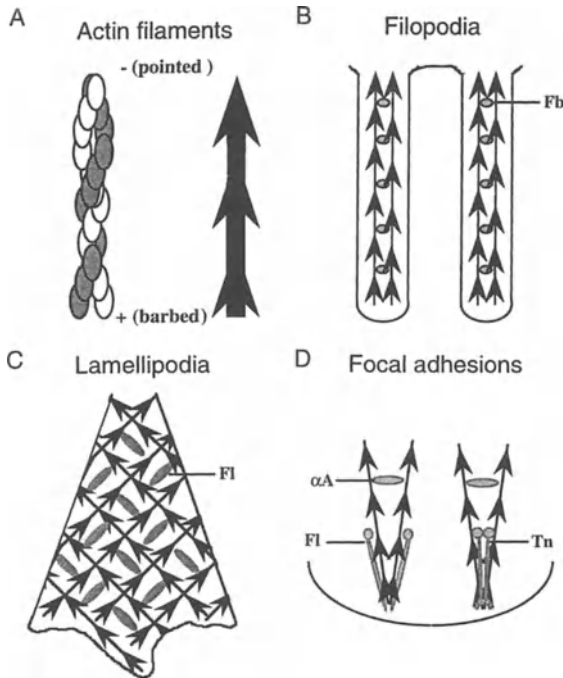 A
Actin filaments
- (pointed )
+ (barbed)
B
Filopodia
Fb
C
Lamellipodia
Fl
D
Focal adhesions
αA
Fl
Tn